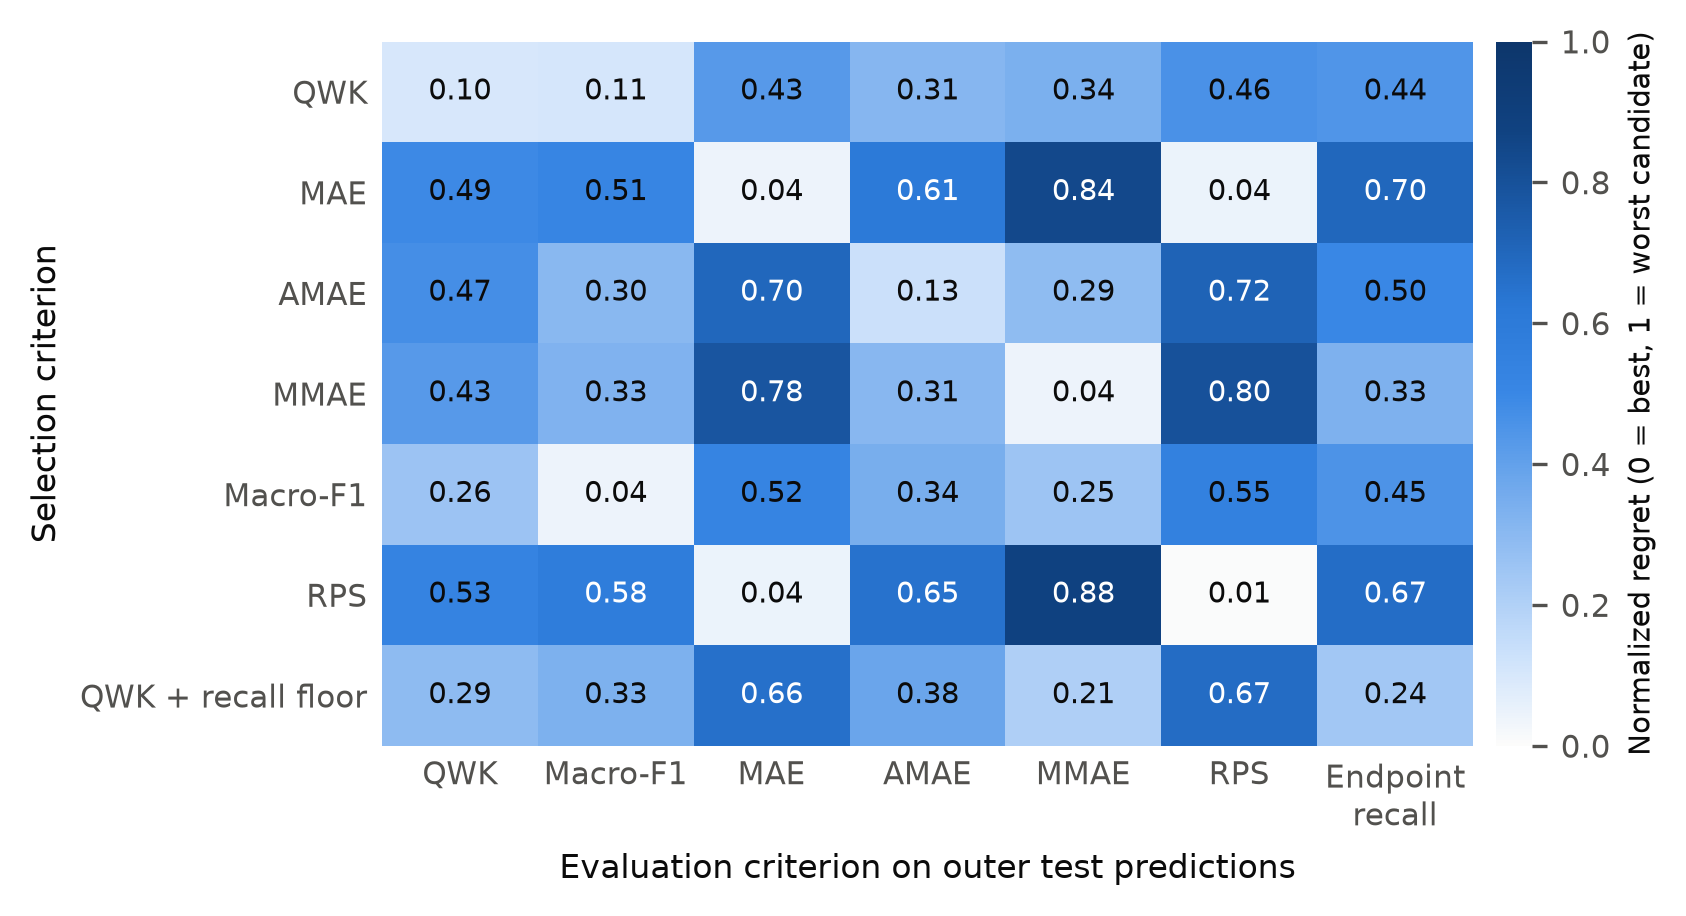 QWK 0.10 0.11 0.43 0.31 0.34 0.46 0.44
MAE 0.49 0.51 0.04 0.61 0.84 0.04 0.70
AMAE 0.47 0.30 0.70 0.13 0.29 0.72 0.50
MMAE 0.43 0.33 0.78 0.31 0.04 0.80 0.33
Macro-F1 0.26 0.04 0.52 0.34 0.25 0.55 0.45
RPS 0.53 0.58 0.04 0.65 0.88 0.01 0.67
QWK + recall floor 0.29 0.33 0.66 0.38 0.21 0.67 0.24
QWK Macro-F1 MAE AMAE MMAE RPS Endpoint
recall
Evaluation criterion on outer test predictions
Selection criterion
1.0
0.8
0.6
0.4
0.2
0.0
Normalized regret (0 = best, 1 = worst candidate)